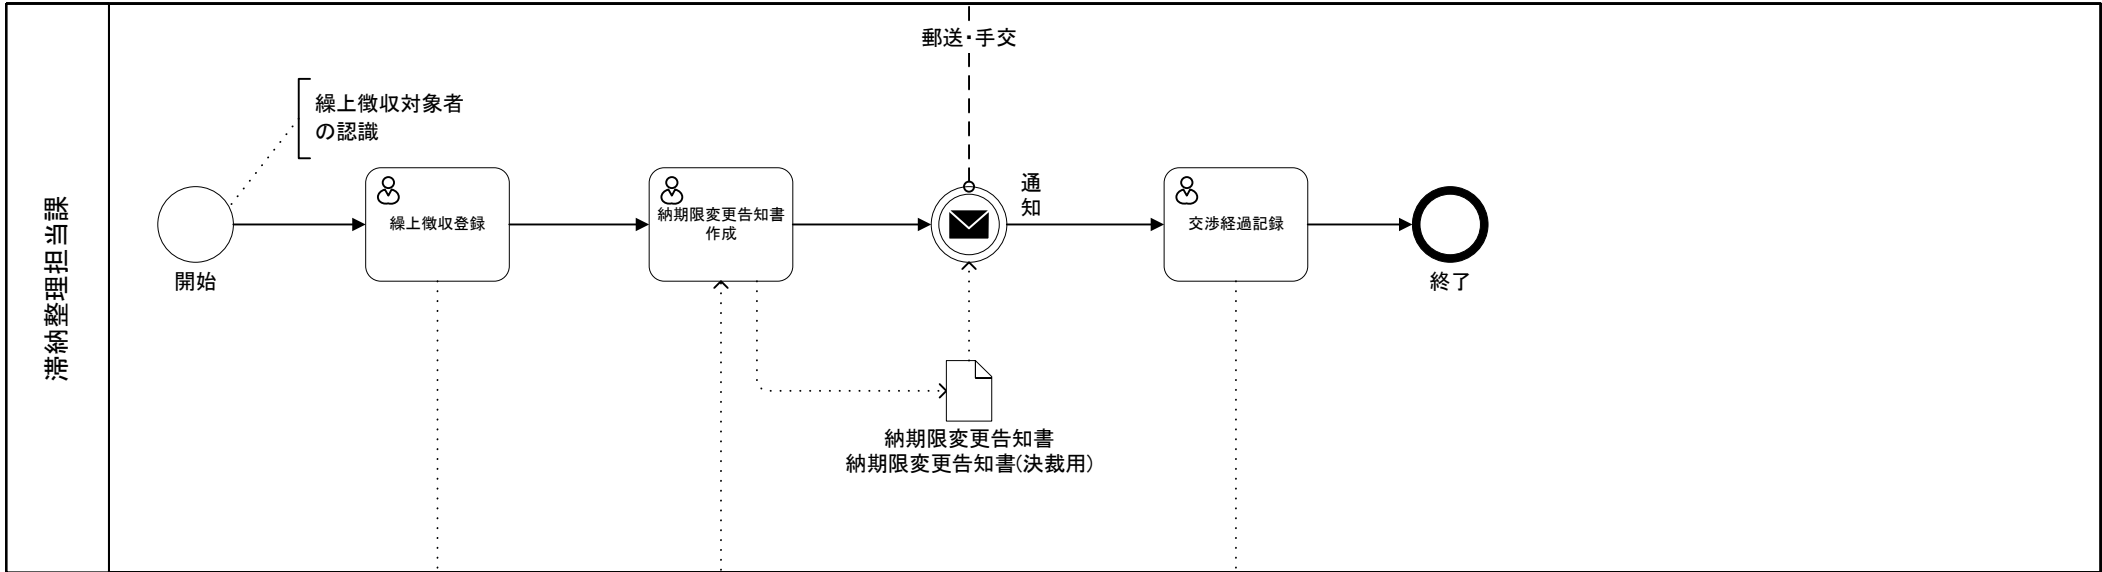 滞納整理担当課
郵送・手交
繰上徴収対象者
の認識
開始
繰上徴収登録
納期限変更告知書
作成
通
知
交渉経過記録
終了
納期限変更告知書
納期限変更告知書(決裁用)